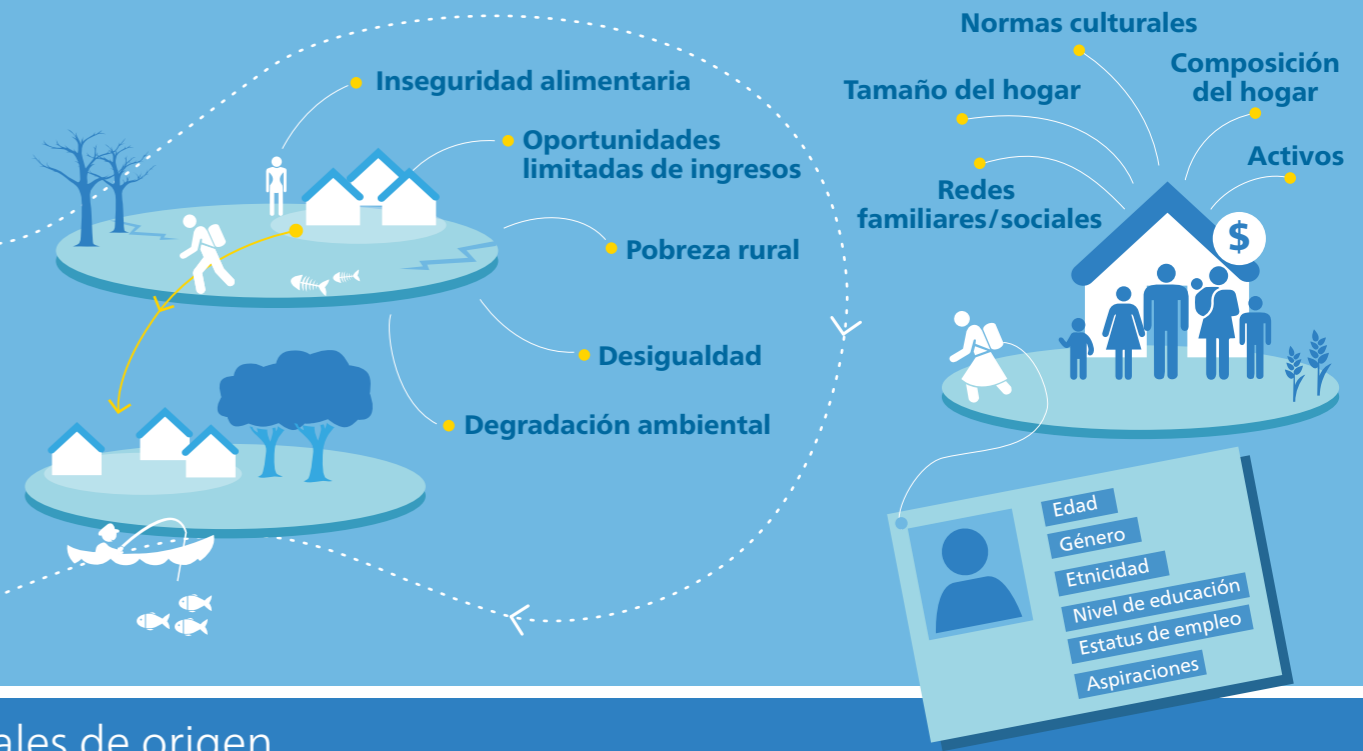 Inseguridad alimentaria
Oportunidades
limitadas de ingresos
Pobreza rural
Desigualdad
Degradación ambiental
Normas culturales
Composición
del hogar
Tamaño del hogar
Activos
Redes
familiares/sociales
$
Edad
Género
Etnicidad
Nivel de educación
Estatus de empleo
Aspiraciones
de origen